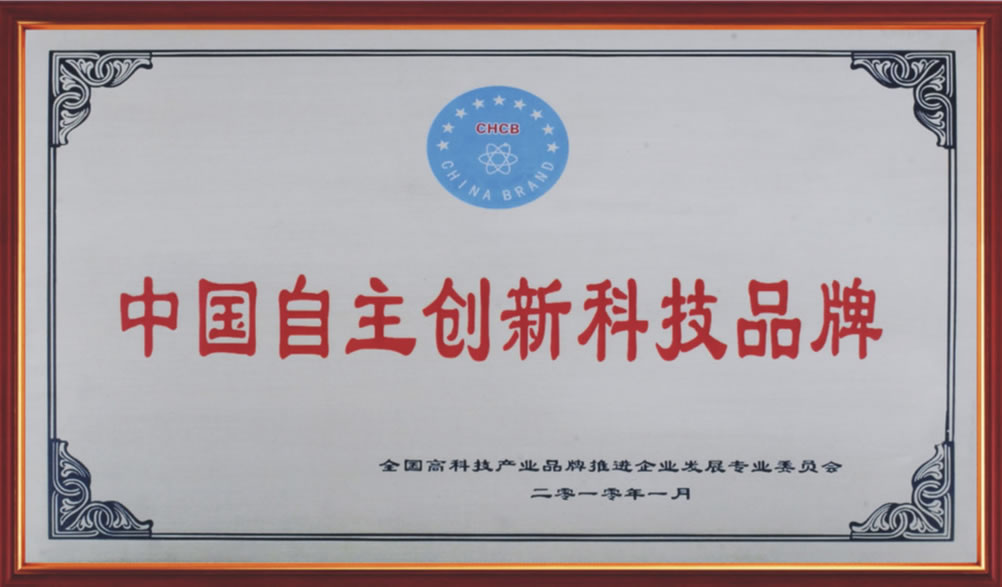 CHCB
CHINA BRAND
中国自主创新科技品牌
全国高科技产业品牌推进企业发展专业委员会
二零一零年一月